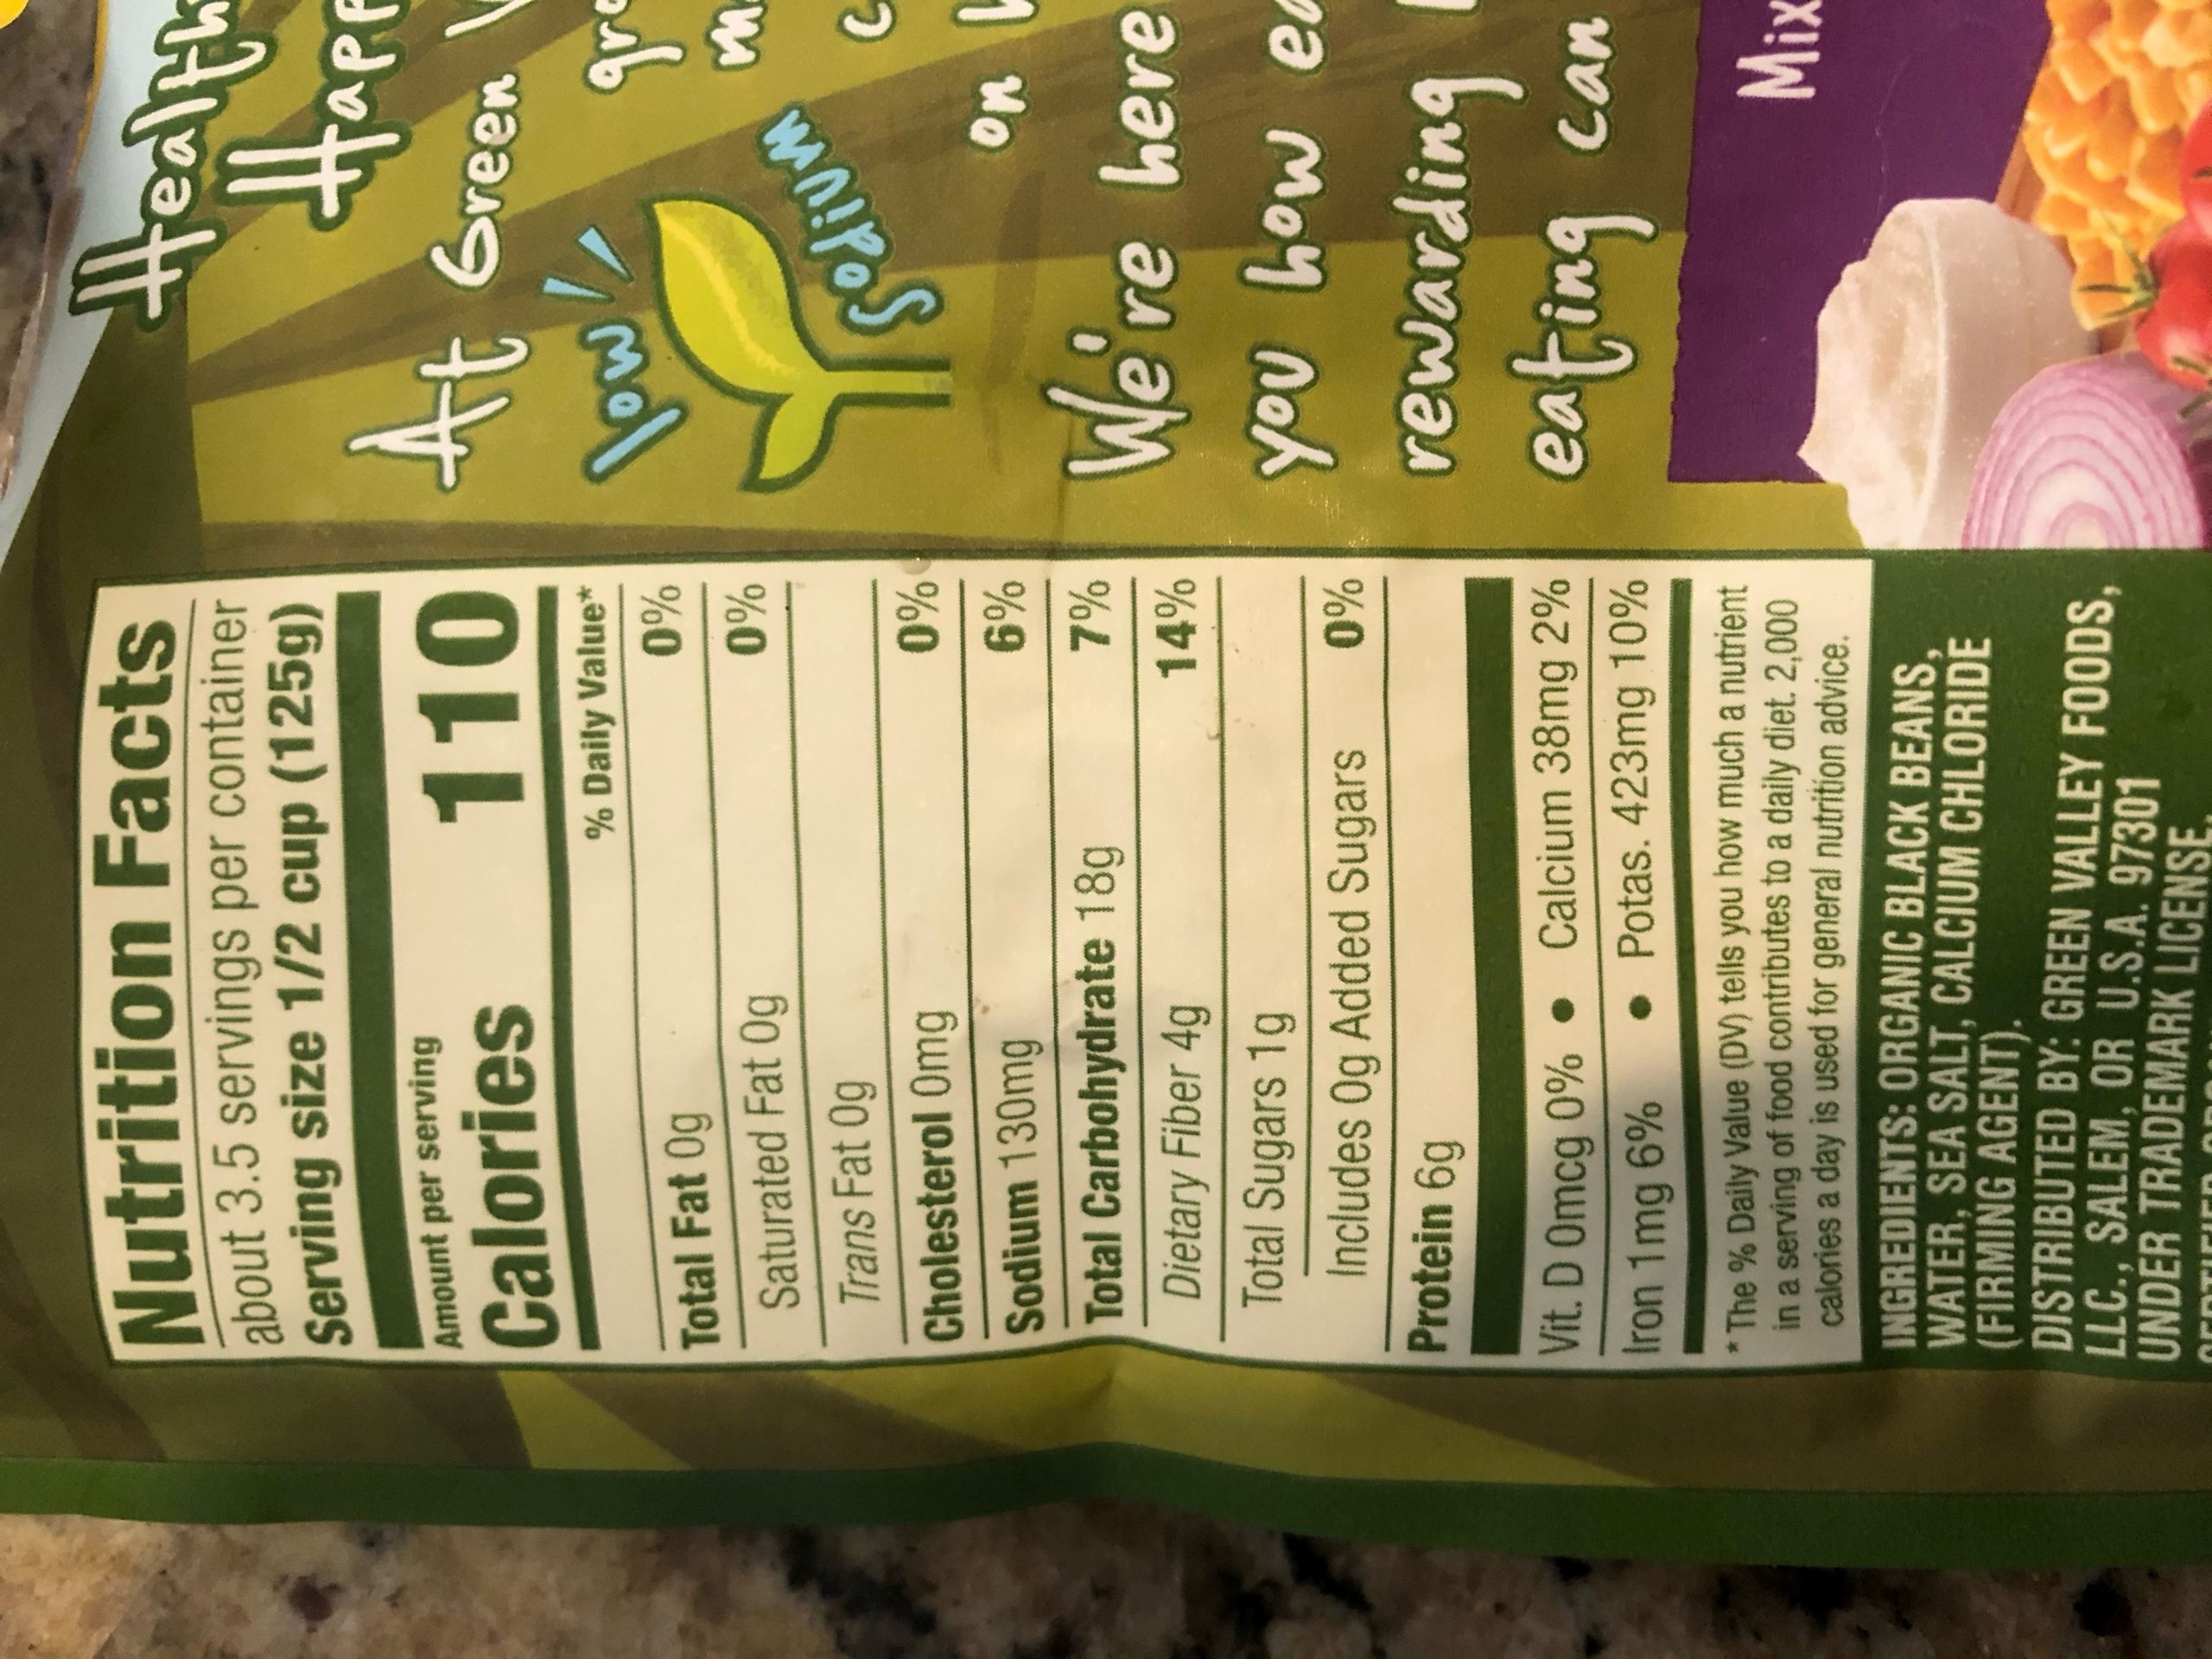 Nutrition Facts
about 3.5 servings per container
Serving size 1/2 cup (125g)
Amount per serving
Calories 110
% Daily Value*
Total Fat 0g 0%
Saturated Fat 0g 0%
Trans Fat 0g
Cholesterol 0mg 0%
Sodium 130mg 6%
Total Carbohydrate 18g 7%
Dietary Fiber 4g 14%
Total Sugars 1g
Includes 0g Added Sugars 0%
Protein 6g
Vit. D 0mcg 0% • Calcium 38mg 2%
Iron 1mg 6% • Potas. 423mg 10%
* The % Daily Value (DV) tells you how much a nutrient
in a serving of food contributes to a daily diet. 2,000
calories a day is used for general nutrition advice.
INGREDIENTS: ORGANIC BLACK BEANS,
WATER, SEA SALT, CALCIUM CHLORIDE
(FIRMING AGENT).
DISTRIBUTED BY: GREEN VALLEY FOODS,
LLC., SALEM, OR U.S.A. 97301
UNDER TRADEMARK LICENSE.
At Green
low
Sodium
on
We're here
you how
rewarding
eating can